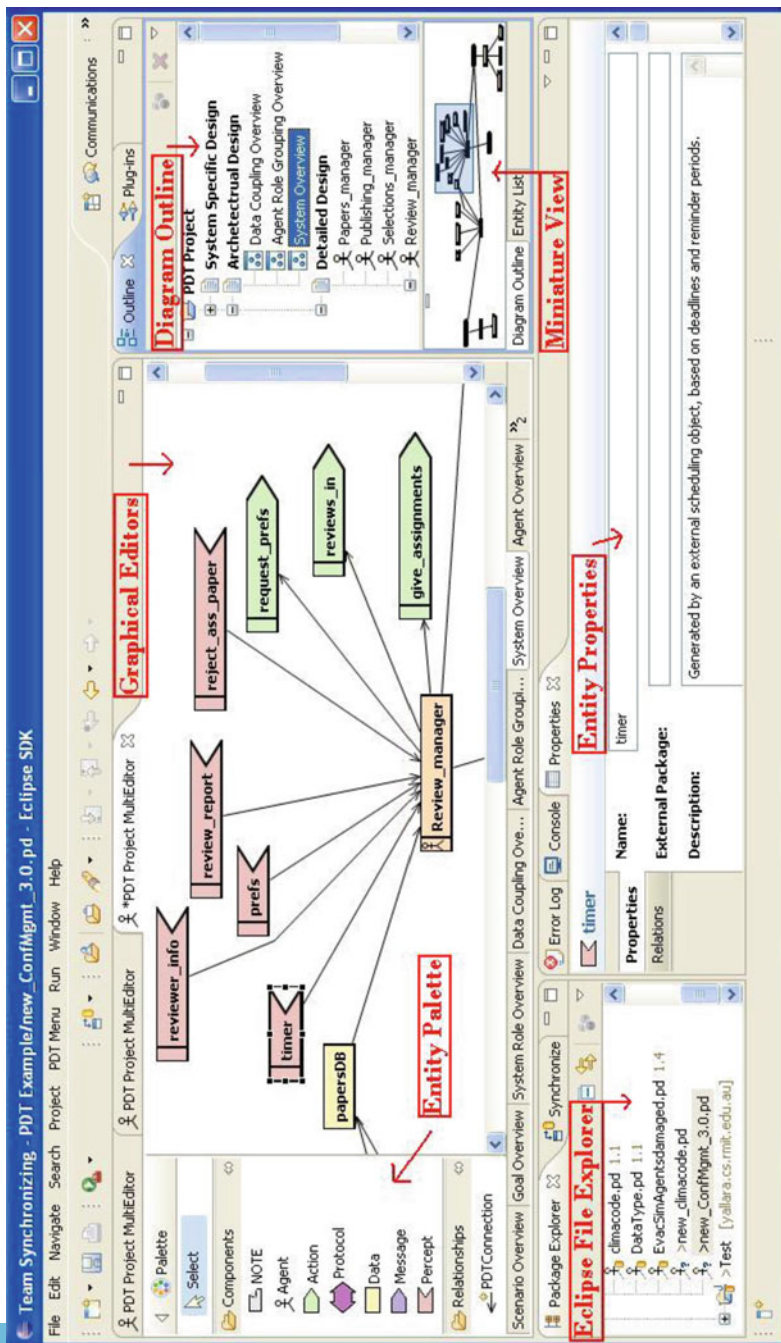 Team Synchronizing - PDT Example/new_ConfMgmt_3.0.pd - Eclipse SDK
File Edit Navigate Search Project PDT Menu Run Window Help
Communications
PDT Project MultiEditor
PDT Project MultiEditor
*PDT Project MultiEditor
Graphical Editors
Palette
Select
Components
NOTE
Agent
Action
Protocol
Data
Message
Percept
Relationships
PDTConnection
Entity Palette
reviewer_info
review_report
reject_ass_paper
prefs
request_prefs
timer
reviews_in
papersDB
give_assignments
Review_manager
Scenario Overview
Goal Overview
System Role Overview
Data Coupling Ove...
Agent Role Groupi...
System Overview
Agent Overview
»2
Outline
Plug-ins
Diagram Outline
PDT Project
System Specific Design
Archetectrual Design
Data Coupling Overview
Agent Role Grouping Overview
System Overview
Detailed Design
Papers_manager
Publishing_manager
Selections_manager
Review_manager
Diagram Outline
Entity List
Miniature View
Package Explorer
Synchronize
Eclipse File Explorer
climacode.pd 1.1
DataType.pd 1.1
EvacSimAgentsdamaged.pd 1.4
>new_climacode.pd
>new_ConfMgmt_3.0.pd
>Test [yallara.cs.rmit.edu.au]
Error Log
Console
Properties
timer
Entity Properties
Properties
Relations
Name:
timer
External Package:
Description:
Generated by an external scheduling object, based on deadlines and reminder periods.